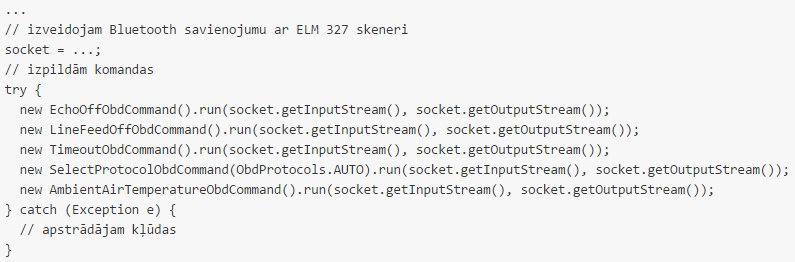 ...
// izveidojam Bluetooth savienojumu ar ELM 327 skeneri
socket = ...;
// izpildām komandas
try {
  new EchoOffObdCommand().run(socket.getInputStream(), socket.getOutputStream());
  new LineFeedOffObdCommand().run(socket.getInputStream(), socket.getOutputStream());
  new TimeoutObdCommand().run(socket.getInputStream(), socket.getOutputStream());
  new SelectProtocolObdCommand(ObdProtocols.AUTO).run(socket.getInputStream(), socket.getOutputStream());
  new AmbientAirTemperatureObdCommand().run(socket.getInputStream(), socket.getOutputStream());
} catch (Exception e) {
  // apstrādājam kļūdas
}